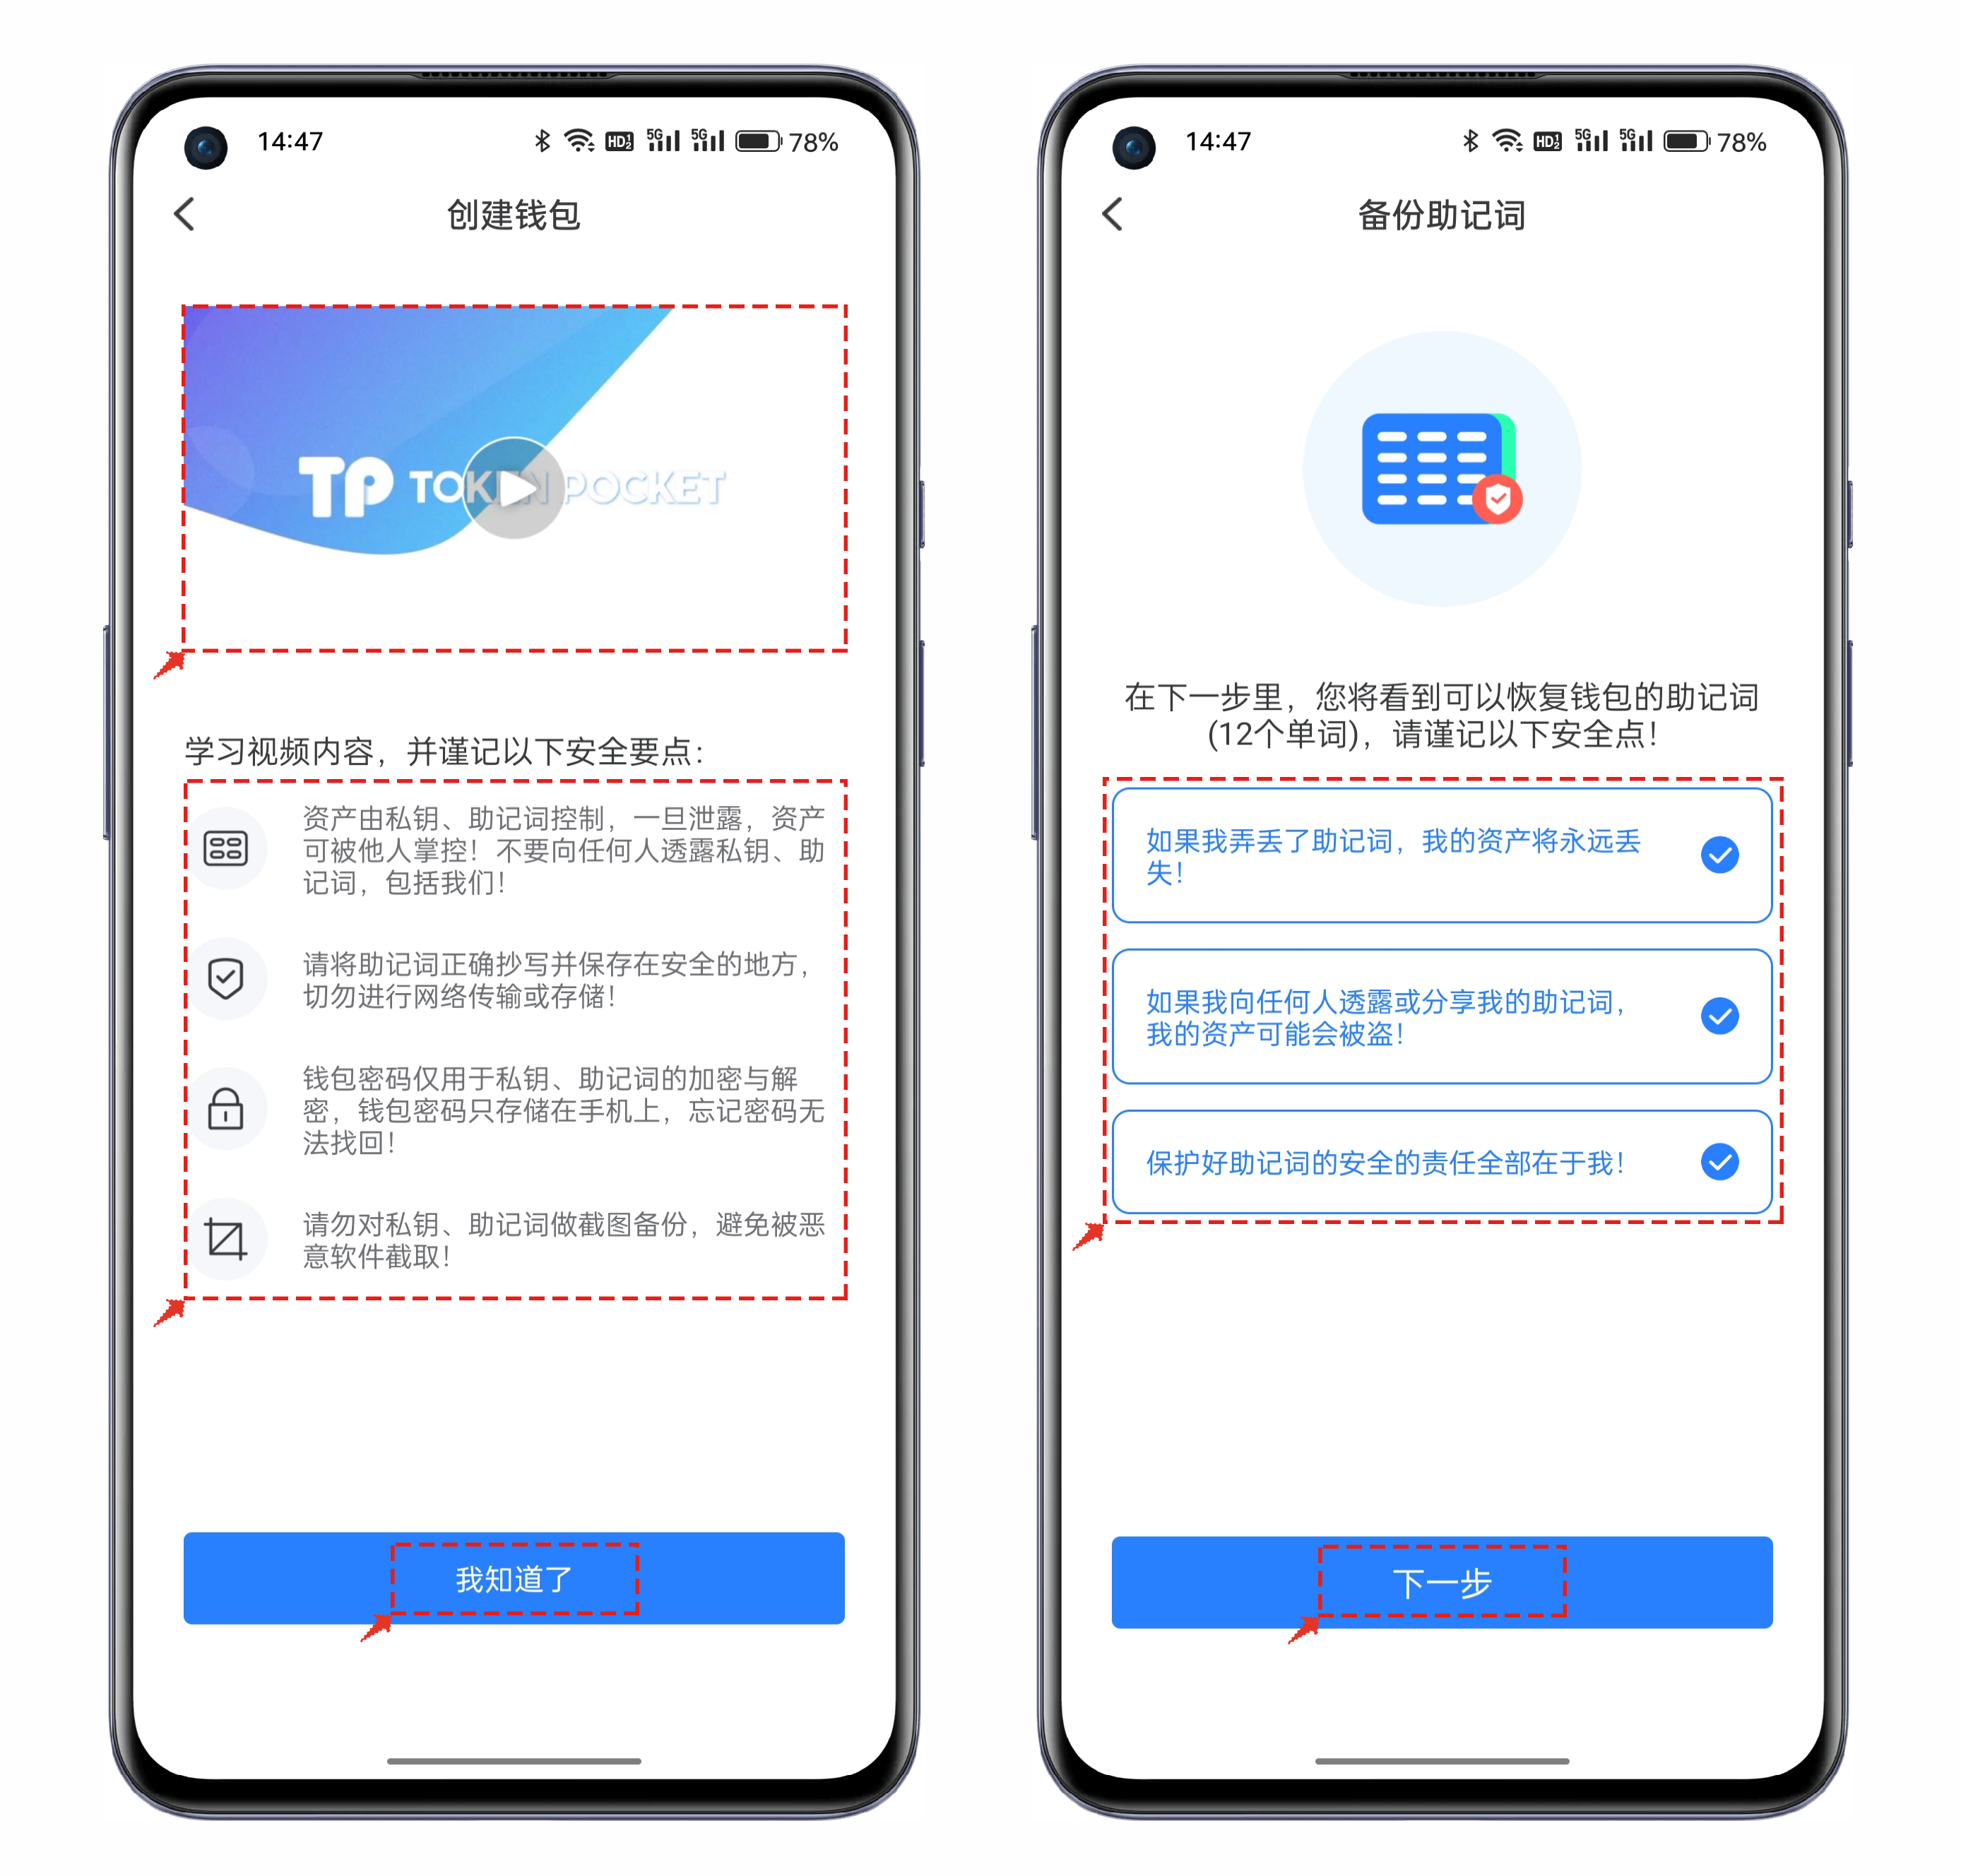 14:47
HD
5G
5G
78%
创建钱包
TP TOKEN POCKET
学习视频内容，并谨记以下安全要点：
资产由私钥、助记词控制，一旦泄露，资产
可被他人掌控！不要向任何人透露私钥、助
记词，包括我们！
请将助记词正确抄写并保存在安全的地方，
切勿进行网络传输或存储！
钱包密码仅用于私钥、助记词的加密与解
密，钱包密码只存储在手机上，忘记密码无
法找回！
请勿对私钥、助记词做截图备份，避免被恶
意软件截取！
我知道了
14:47
HD
5G
5G
78%
备份助记词
在下一步里，您将看到可以恢复钱包的助记词
(12个单词)，请谨记以下安全点！
如果我弄丢了助记词，我的资产将永远丢
失！
如果我向任何人透露或分享我的助记词，
我的资产可能会被盗！
保护好助记词的安全的责任全部在于我！
下一步